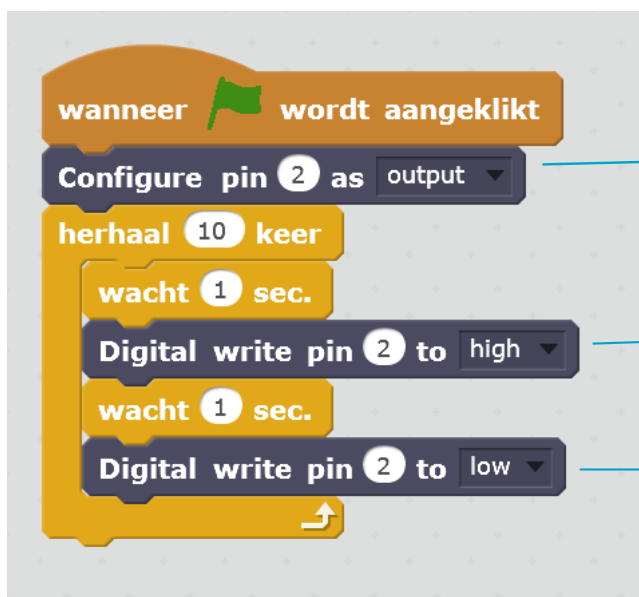 wanneer wordt aangeklikt
Configure pin 2 as output
herhaal 10 keer
wacht 1 sec.
Digital write pin 2 to high
wacht 1 sec.
Digital write pin 2 to low